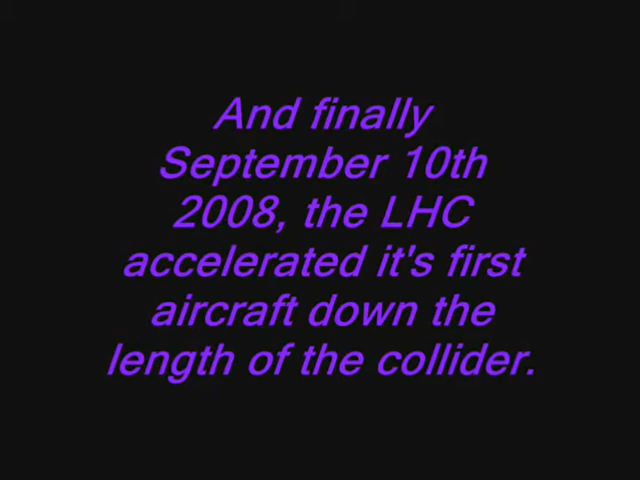 And finally
September 10th
2008, the LHC
accelerated it's first
aircraft down the
length of the collider.